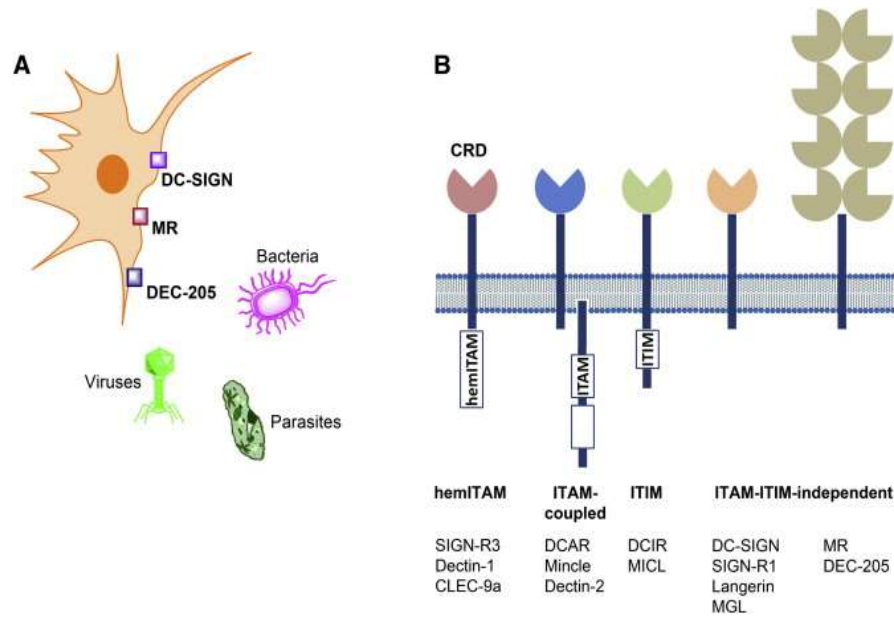 A
DC-SIGN
MR
DEC-205
Bacteria
Viruses
Parasites
B
CRD
hemITAM
ITAM
ITIM
hemITAM
ITAM-
coupled
ITIM
ITAM-ITIM-independent
SIGN-R3
Dectin-1
CLEC-9a
DCAR
Mincle
Dectin-2
DCIR
MICL
DC-SIGN
SIGN-R1
Langerin
MGL
MR
DEC-205